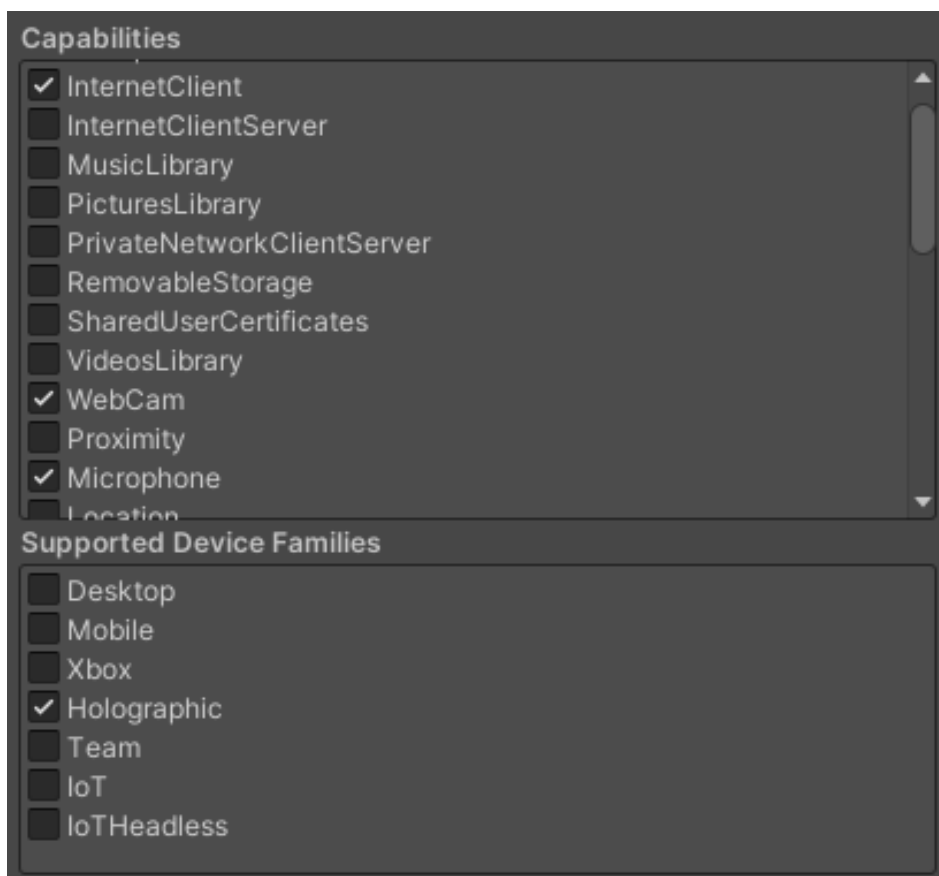 Capabilities
InternetClient
InternetClientServer
MusicLibrary
PicturesLibrary
PrivateNetworkClientServer
RemovableStorage
SharedUserCertificates
VideosLibrary
WebCam
Proximity
Microphone
Location
Supported Device Families
Desktop
Mobile
Xbox
Holographic
Team
IoT
IoTHeadless